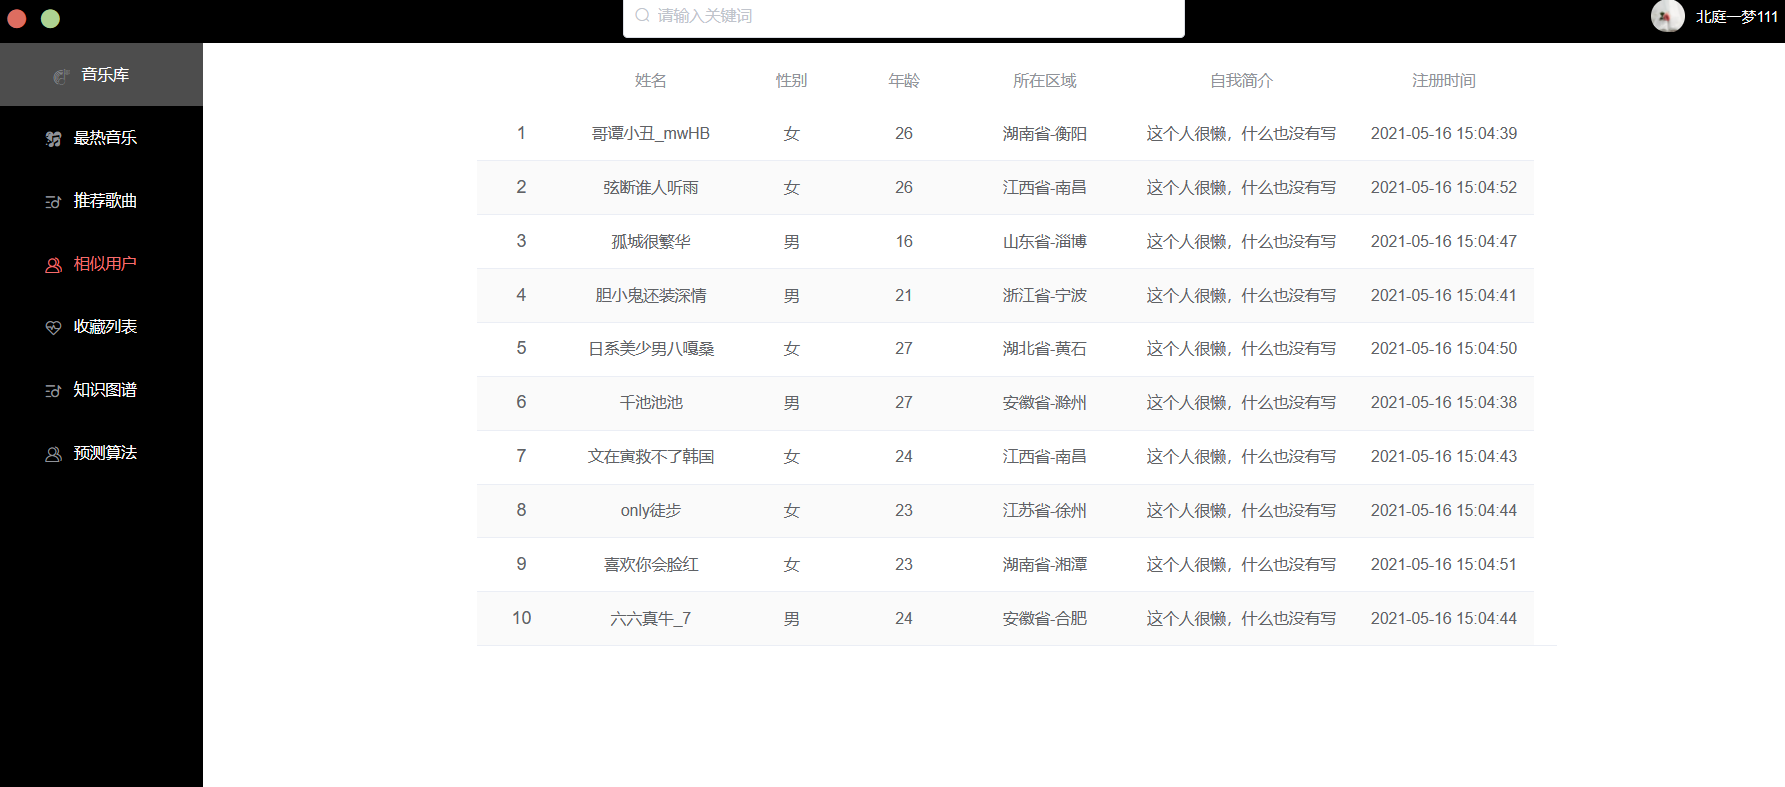 请输入关键词
北庭一梦111
音乐库
最热音乐
推荐歌曲
相似用户
收藏列表
知识图谱
预测算法
姓名 性别 年龄 所在区域 自我简介 注册时间
1 哥谭小丑_mwHB 女 26 湖南省-衡阳 这个人很懒，什么也没有写 2021-05-16 15:04:39
2 弦断谁人听雨 女 26 江西省-南昌 这个人很懒，什么也没有写 2021-05-16 15:04:52
3 孤城很繁华 男 16 山东省-淄博 这个人很懒，什么也没有写 2021-05-16 15:04:47
4 胆小鬼还装深情 男 21 浙江省-宁波 这个人很懒，什么也没有写 2021-05-16 15:04:41
5 日系美少男八嘎桑 女 27 湖北省-黄石 这个人很懒，什么也没有写 2021-05-16 15:04:50
6 千池池池 男 27 安徽省-滁州 这个人很懒，什么也没有写 2021-05-16 15:04:38
7 文在寅救不了韩国 女 24 江西省-南昌 这个人很懒，什么也没有写 2021-05-16 15:04:43
8 only徒步 女 23 江苏省-徐州 这个人很懒，什么也没有写 2021-05-16 15:04:44
9 喜欢你会脸红 女 23 湖南省-湘潭 这个人很懒，什么也没有写 2021-05-16 15:04:51
10 六六真牛_7 男 24 安徽省-合肥 这个人很懒，什么也没有写 2021-05-16 15:04:44